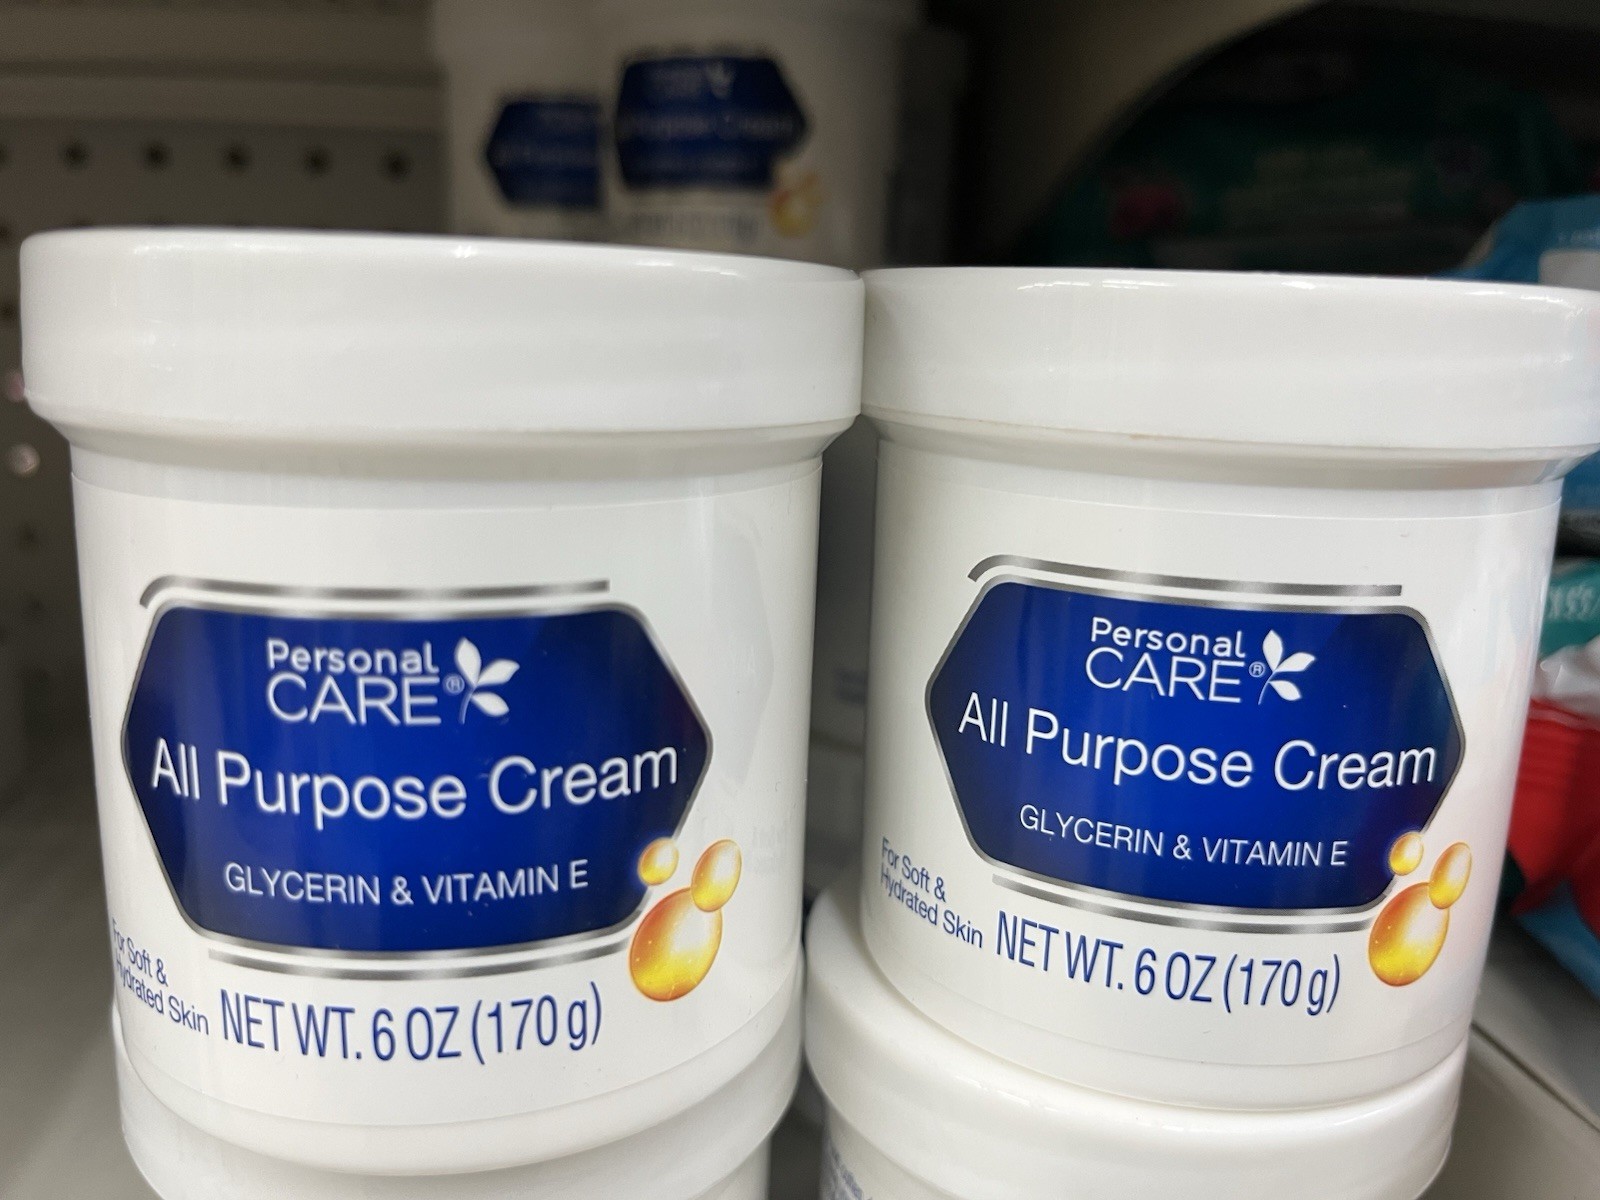 Personal
CARE®
All Purpose Cream
GLYCERIN & VITAMIN E
For Soft &
Hydrated Skin
NET WT. 6 OZ (170 g)
Personal
CARE®
All Purpose Cream
GLYCERIN & VITAMIN E
For Soft &
Hydrated Skin
NET WT. 6 OZ (170 g)